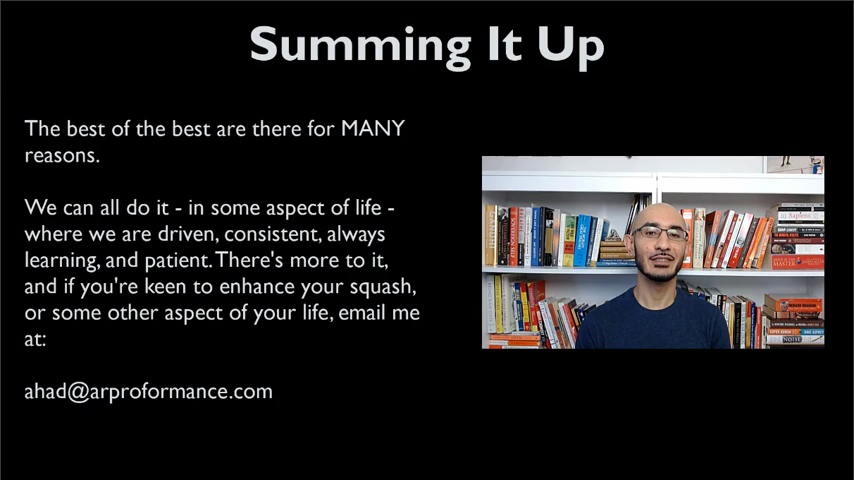 Summing It Up
The best of the best are there for MANY
reasons.
We can all do it - in some aspect of life -
where we are driven, consistent, always
learning, and patient. There's more to it,
and if you're keen to enhance your squash,
or some other aspect of your life, email me
at:
ahad@arproformance.com
Sapiens
MASTER
NOISE